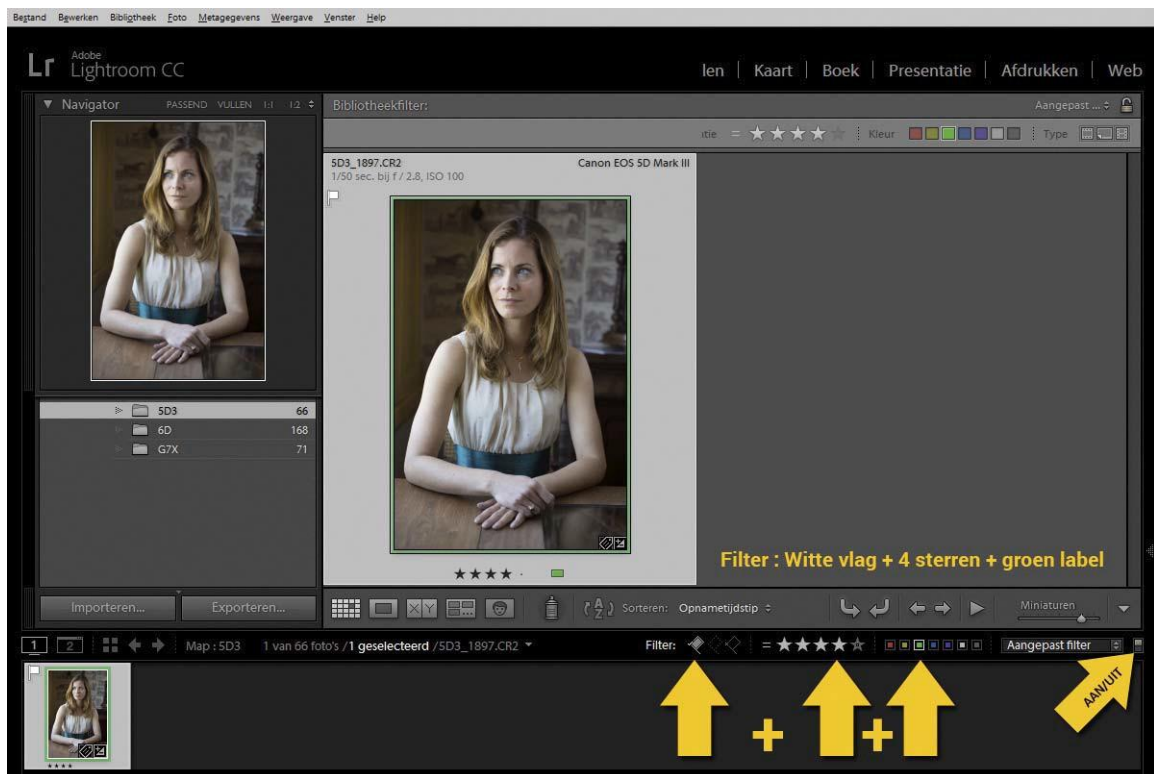 Bestand Bewerken Bibliotheek Foto Metagegevens Weergave Venster Help
Lr Adobe
Lightroom CC
len | Kaart | Boek | Presentatie | Afdrukken | Web
Navigator PASSEND VULLEN 1:1 1:2
Bibliotheekfilter: Aangepast ...
tie = Kleur Type
5D3_1897.CR2 Canon EOS 5D Mark III
1/50 sec. bij f / 2.8, ISO 100
5D3 66
6D 168
G7X 71
Filter : Witte vlag + 4 sterren + groen label
Importeren... Exporteren...
XY Sorteren: Opnametijdstip Miniaturen
1 2 Map : 5D3 1 van 66 foto's /1 geselecteerd /5D3_1897.CR2 Filter: = Aangepast filter
AAN/UIT
+ +